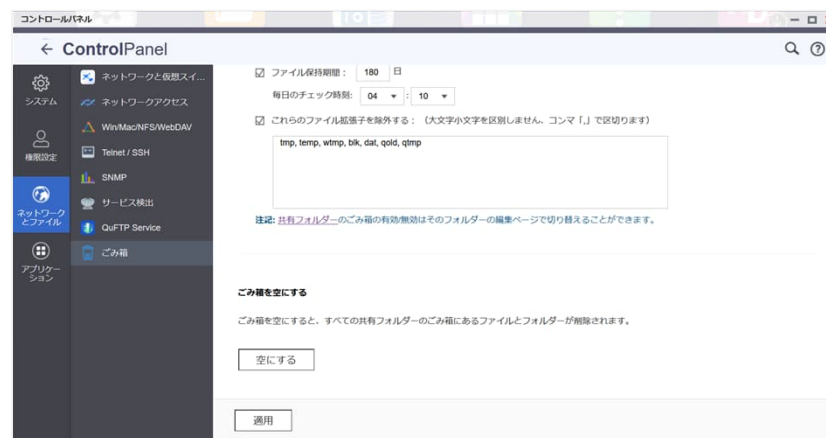 コントロールパネル
ControlPanel
システム
権限設定
ネットワーク
とファイル
アプリケー
ション
ネットワークと仮想スイ...
ネットワークアクセス
Win/Mac/NFS/WebDAV
Telnet / SSH
SNMP
サービス検出
QuFTP Service
ごみ箱
ファイル保持期間： 180 日
毎日のチェック時刻: 04 : 10
これらのファイル拡張子を除外する： （大文字小文字を区別しません、コンマ「,」で区切ります）
tmp, temp, wtmp, blk, dat, qold, qtmp
注記: 共有フォルダーのごみ箱の有効/無効はそのフォルダーの編集ページで切り替えることができます。
ごみ箱を空にする
ごみ箱を空にすると、すべての共有フォルダーのごみ箱にあるファイルとフォルダーが削除されます。
空にする
適用